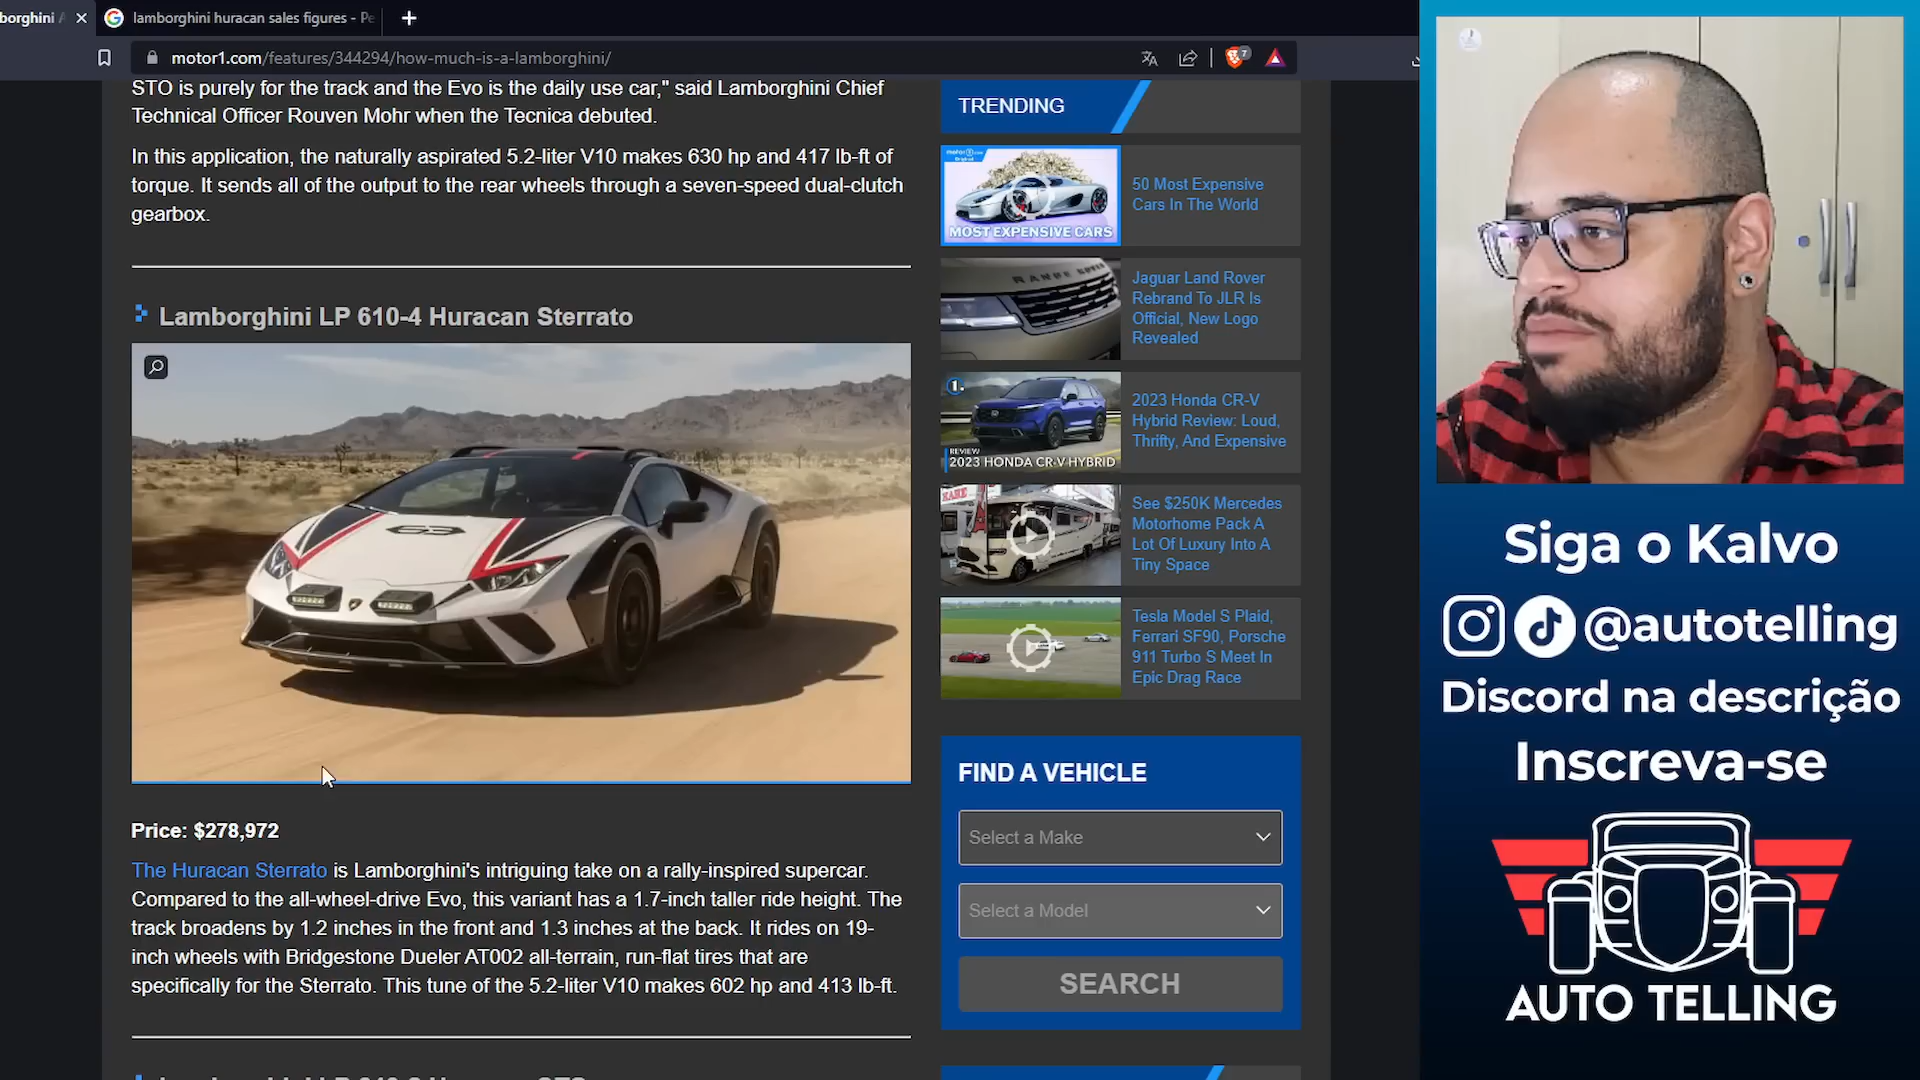 borghini
lamborghini huracan sales figures - Pe
motor1.com/features/344294/how-much-is-a-lamborghini/
7
STO is purely for the track and the Evo is the daily use car," said Lamborghini Chief
Technical Officer Rouven Mohr when the Tecnica debuted.
In this application, the naturally aspirated 5.2-liter V10 makes 630 hp and 417 lb-ft of
torque. It sends all of the output to the rear wheels through a seven-speed dual-clutch
gearbox.
Lamborghini LP 610-4 Huracan Sterrato
63
Price: $278,972
The Huracan Sterrato is Lamborghini's intriguing take on a rally-inspired supercar.
Compared to the all-wheel-drive Evo, this variant has a 1.7-inch taller ride height. The
track broadens by 1.2 inches in the front and 1.3 inches at the back. It rides on 19-
inch wheels with Bridgestone Dueler AT002 all-terrain, run-flat tires that are
specifically for the Sterrato. This tune of the 5.2-liter V10 makes 602 hp and 413 lb-ft.
TRENDING
MOST EXPENSIVE CARS
50 Most Expensive
Cars In The World
RANGE ROVER
Jaguar Land Rover
Rebrand To JLR Is
Official, New Logo
Revealed
1.
REVIEW
2023 HONDA CR-V HYBRID
2023 Honda CR-V
Hybrid Review: Loud,
Thrifty, And Expensive
See $250K Mercedes
Motorhome Pack A
Lot Of Luxury Into A
Tiny Space
Tesla Model S Plaid,
Ferrari SF90, Porsche
911 Turbo S Meet In
Epic Drag Race
FIND A VEHICLE
Select a Make
Select a Model
SEARCH
Siga o Kalvo
@autotelling
Discord na descrição
Inscreva-se
AUTO TELLING